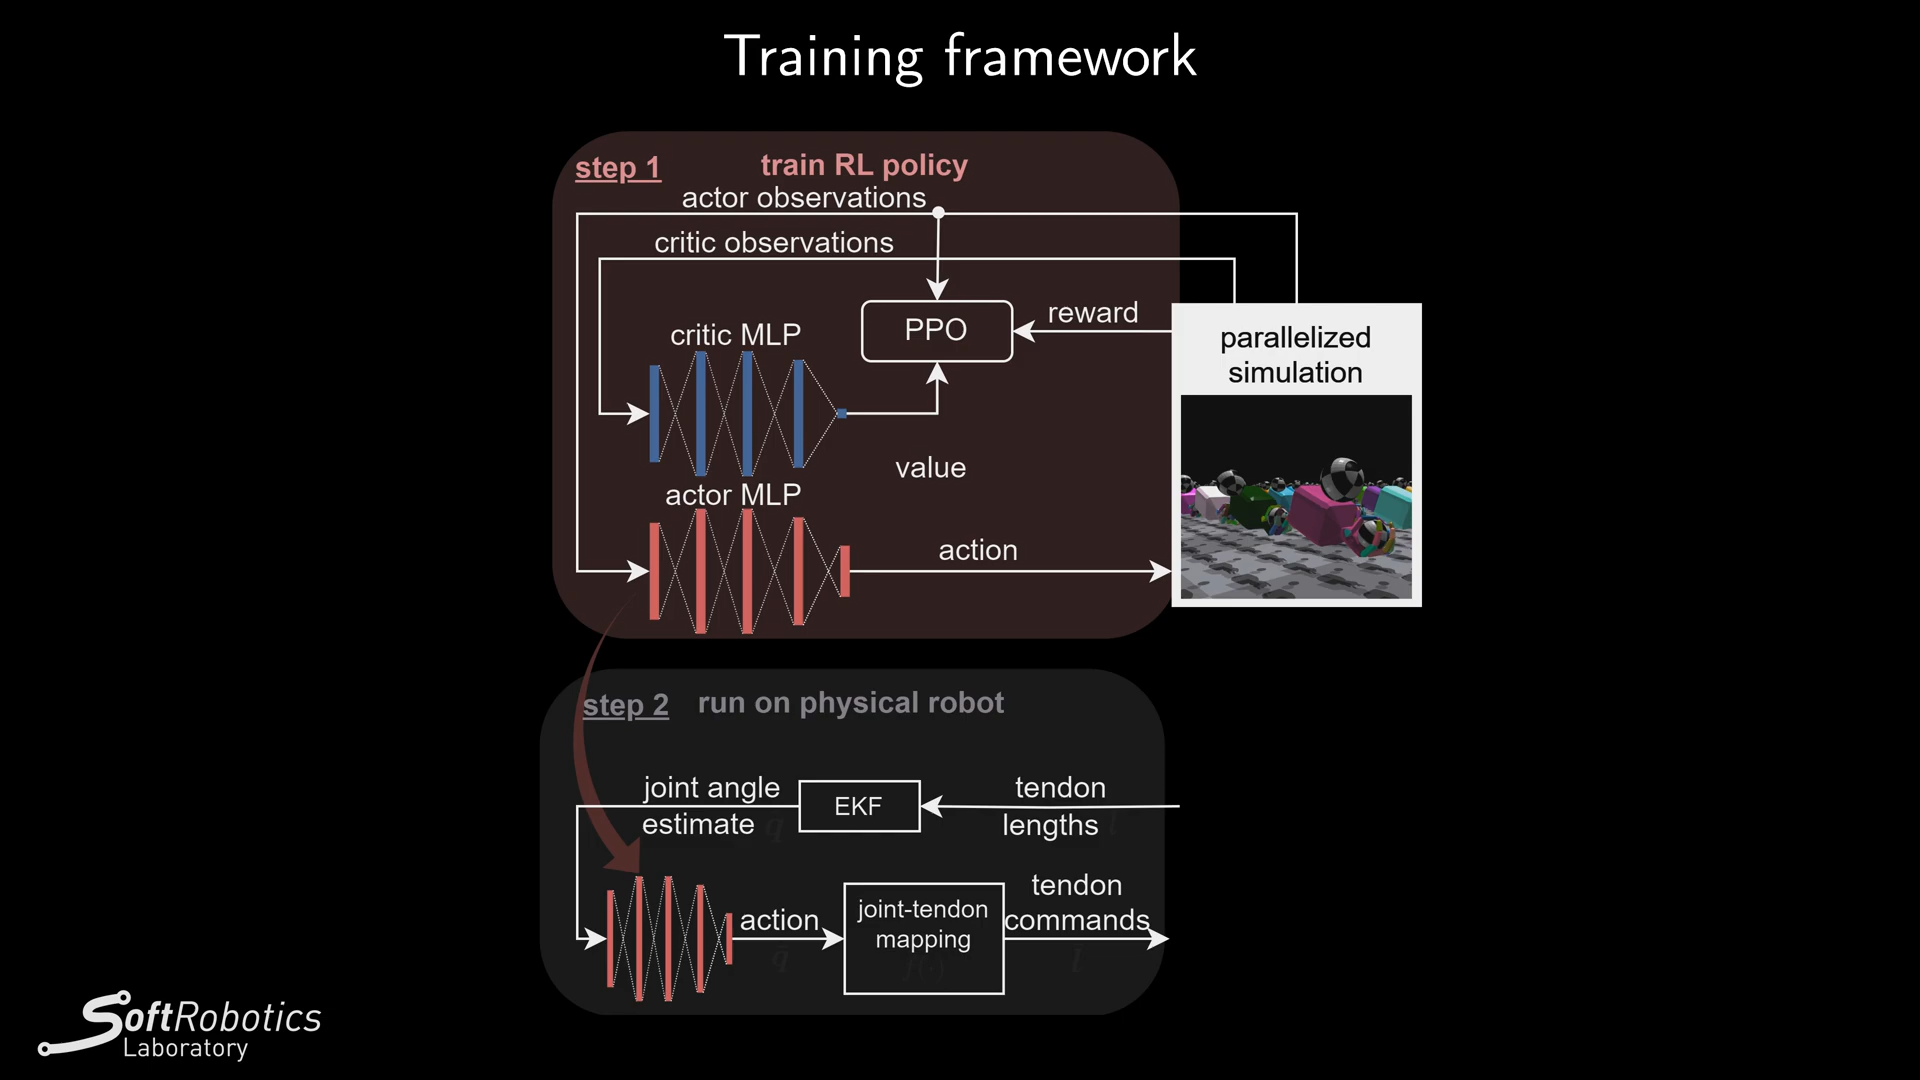 Training framework
step 1
train RL policy
actor observations
critic observations
reward
PPO
critic MLP
parallelized
simulation
value
actor MLP
action
step 2
run on physical robot
joint angle
estimate
EKF
tendon
lengths
action
joint-tendon
mapping
tendon
commands
SoftRobotics
Laboratory